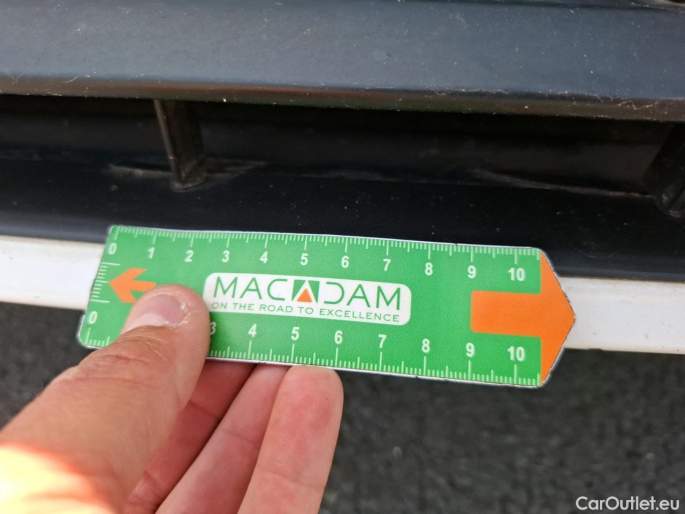 0 1 2 3 4 5 6 7 8 9 10
MACADAM
ON THE ROAD TO EXCELLENCE
0 3 4 5 6 7 8 9 10
CarOutlet.eu